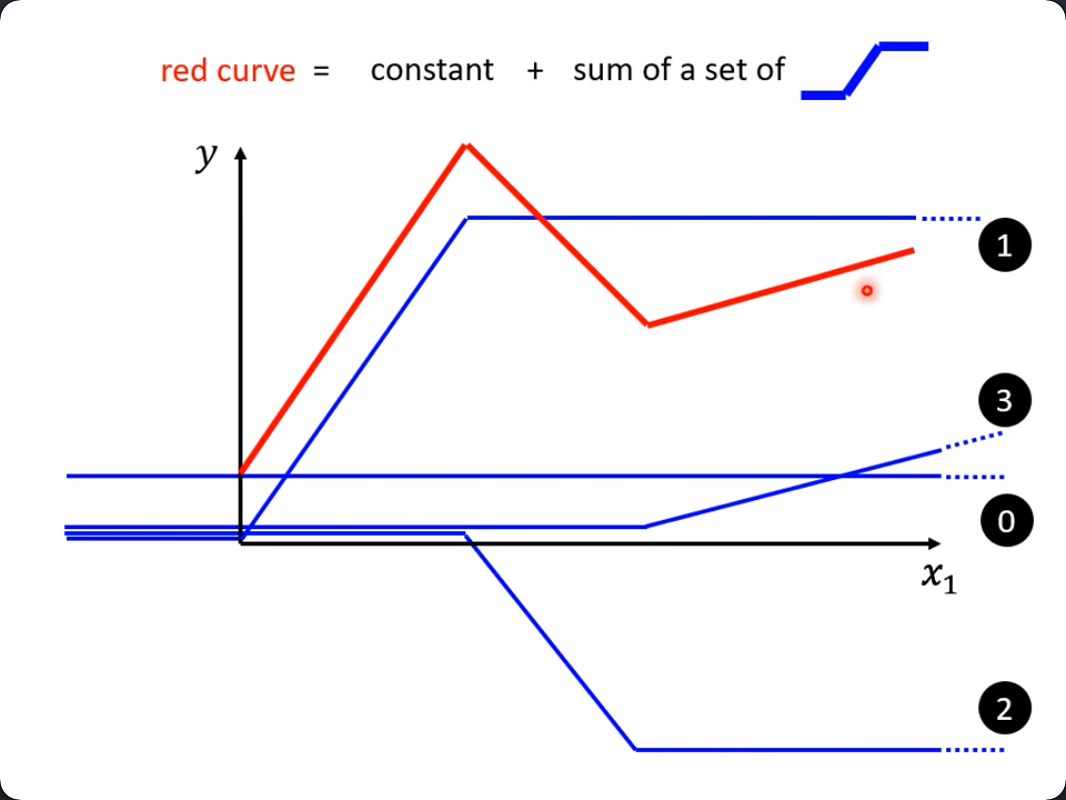 red curve = constant + sum of a set of
y
1
3
0
x₁
2